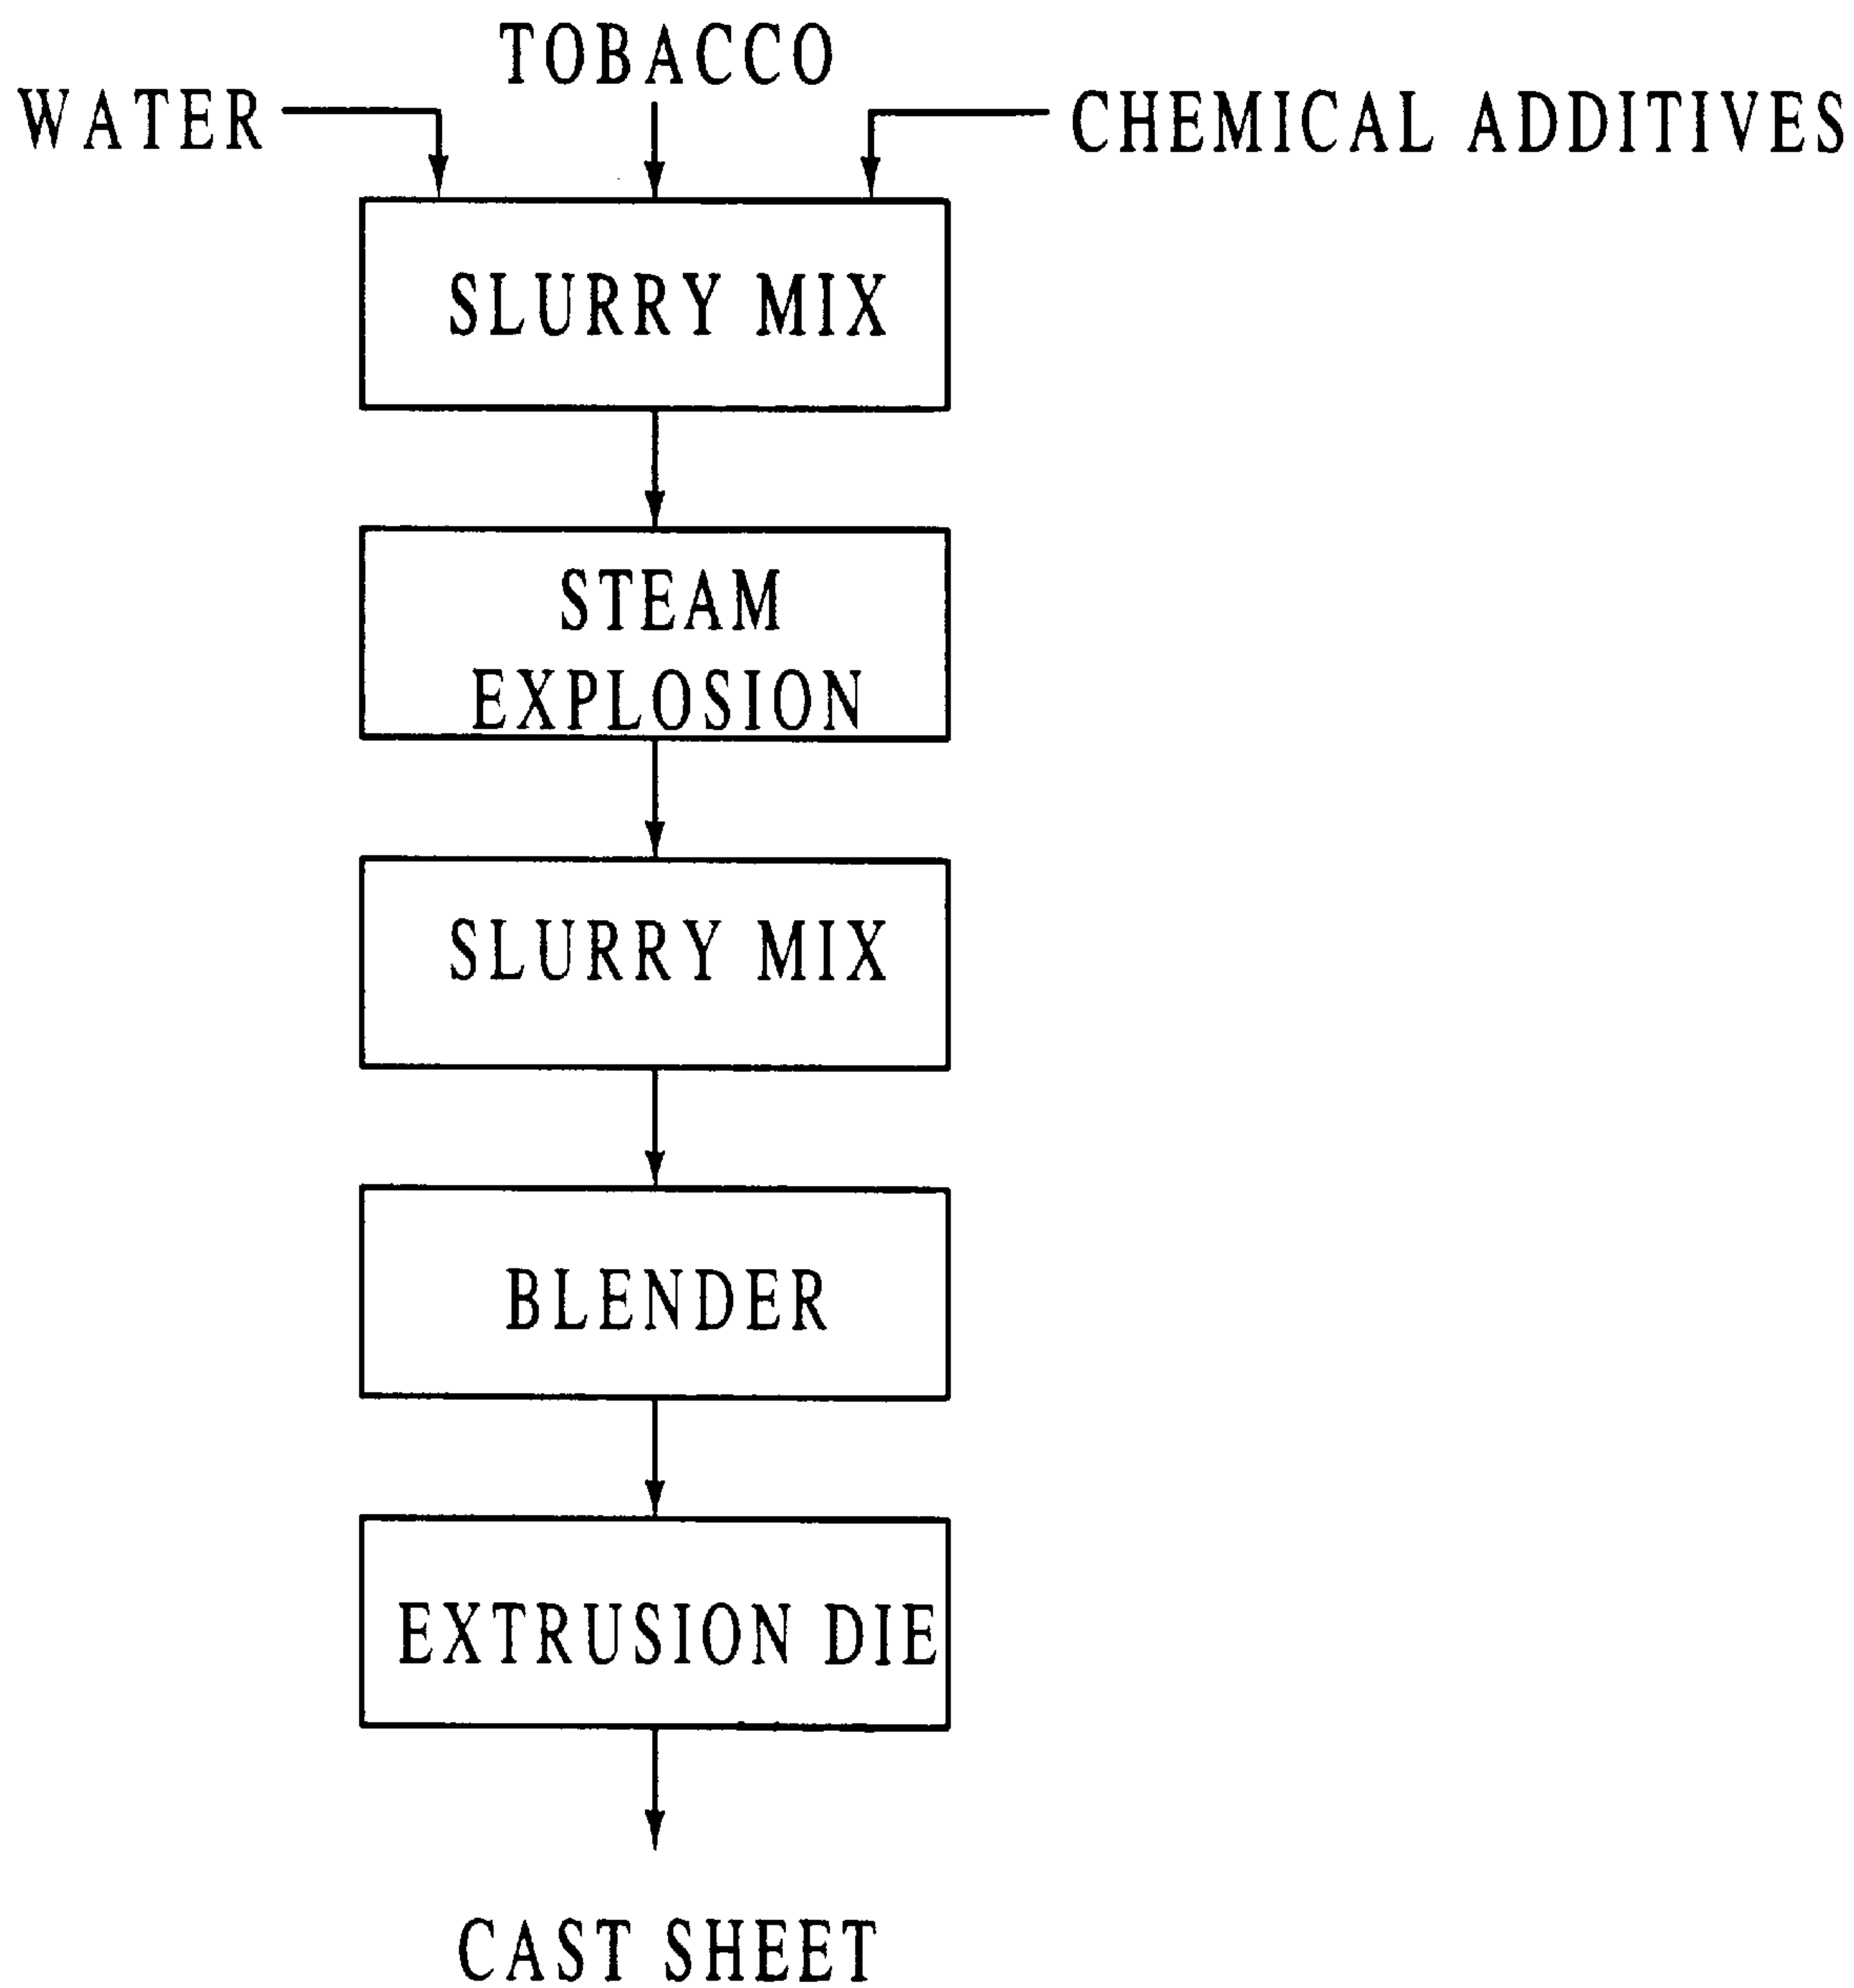 TOBACCO
WATER
CHEMICAL ADDITIVES
SLURRY MIX
STEAM
EXPLOSION
SLURRY MIX
BLENDER
EXTRUSION DIE
CAST SHEET